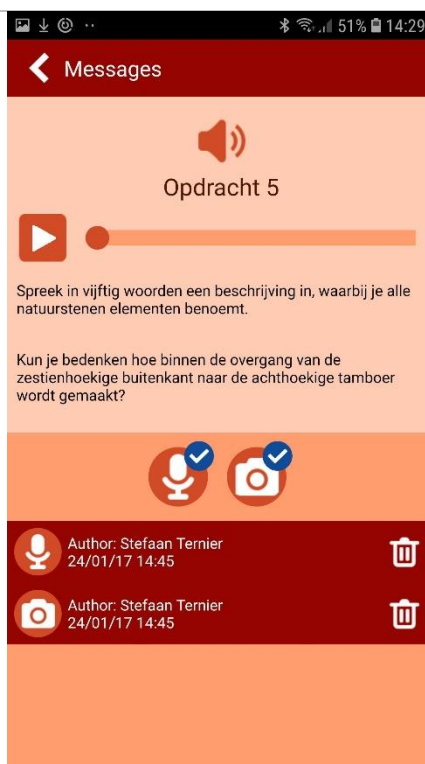 51% 14:29
Messages
Opdracht 5
Spreek in vijftig woorden een beschrijving in, waarbij je alle
natuurstenen elementen benoemt.
Kun je bedenken hoe binnen de overgang van de
zestienhoekige buitenkant naar de achthoekige tamboer
wordt gemaakt?
Author: Stefaan Ternier
24/01/17 14:45
Author: Stefaan Ternier
24/01/17 14:45